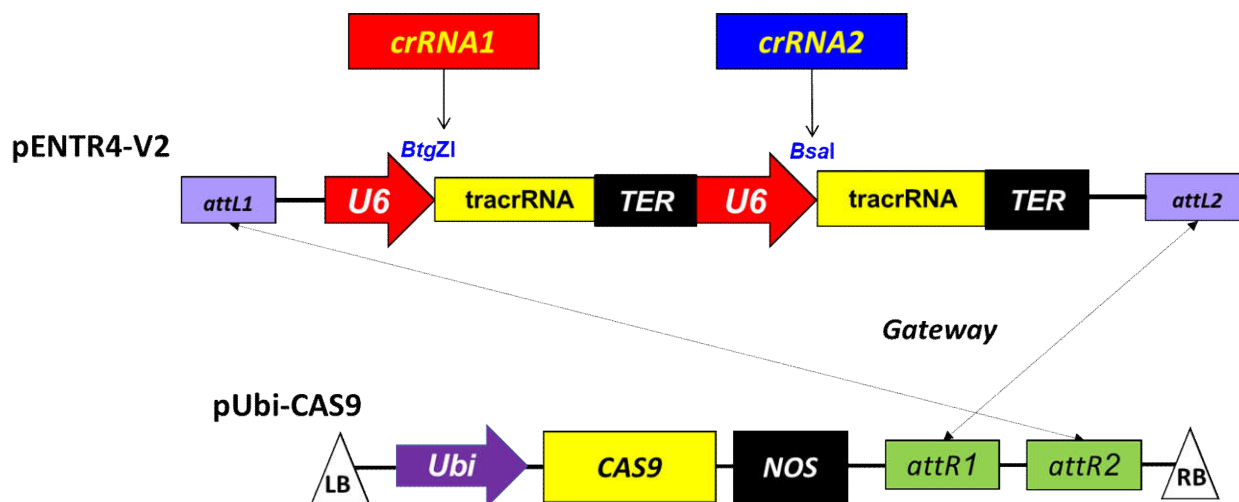 crRNA1 crRNA2
pENTR4-V2 BtgZI BsaI
attL1 U6 tracrRNA TER U6 tracrRNA TER attL2
Gateway
pUbi-CAS9
LB Ubi CAS9 NOS attR1 attR2 RB